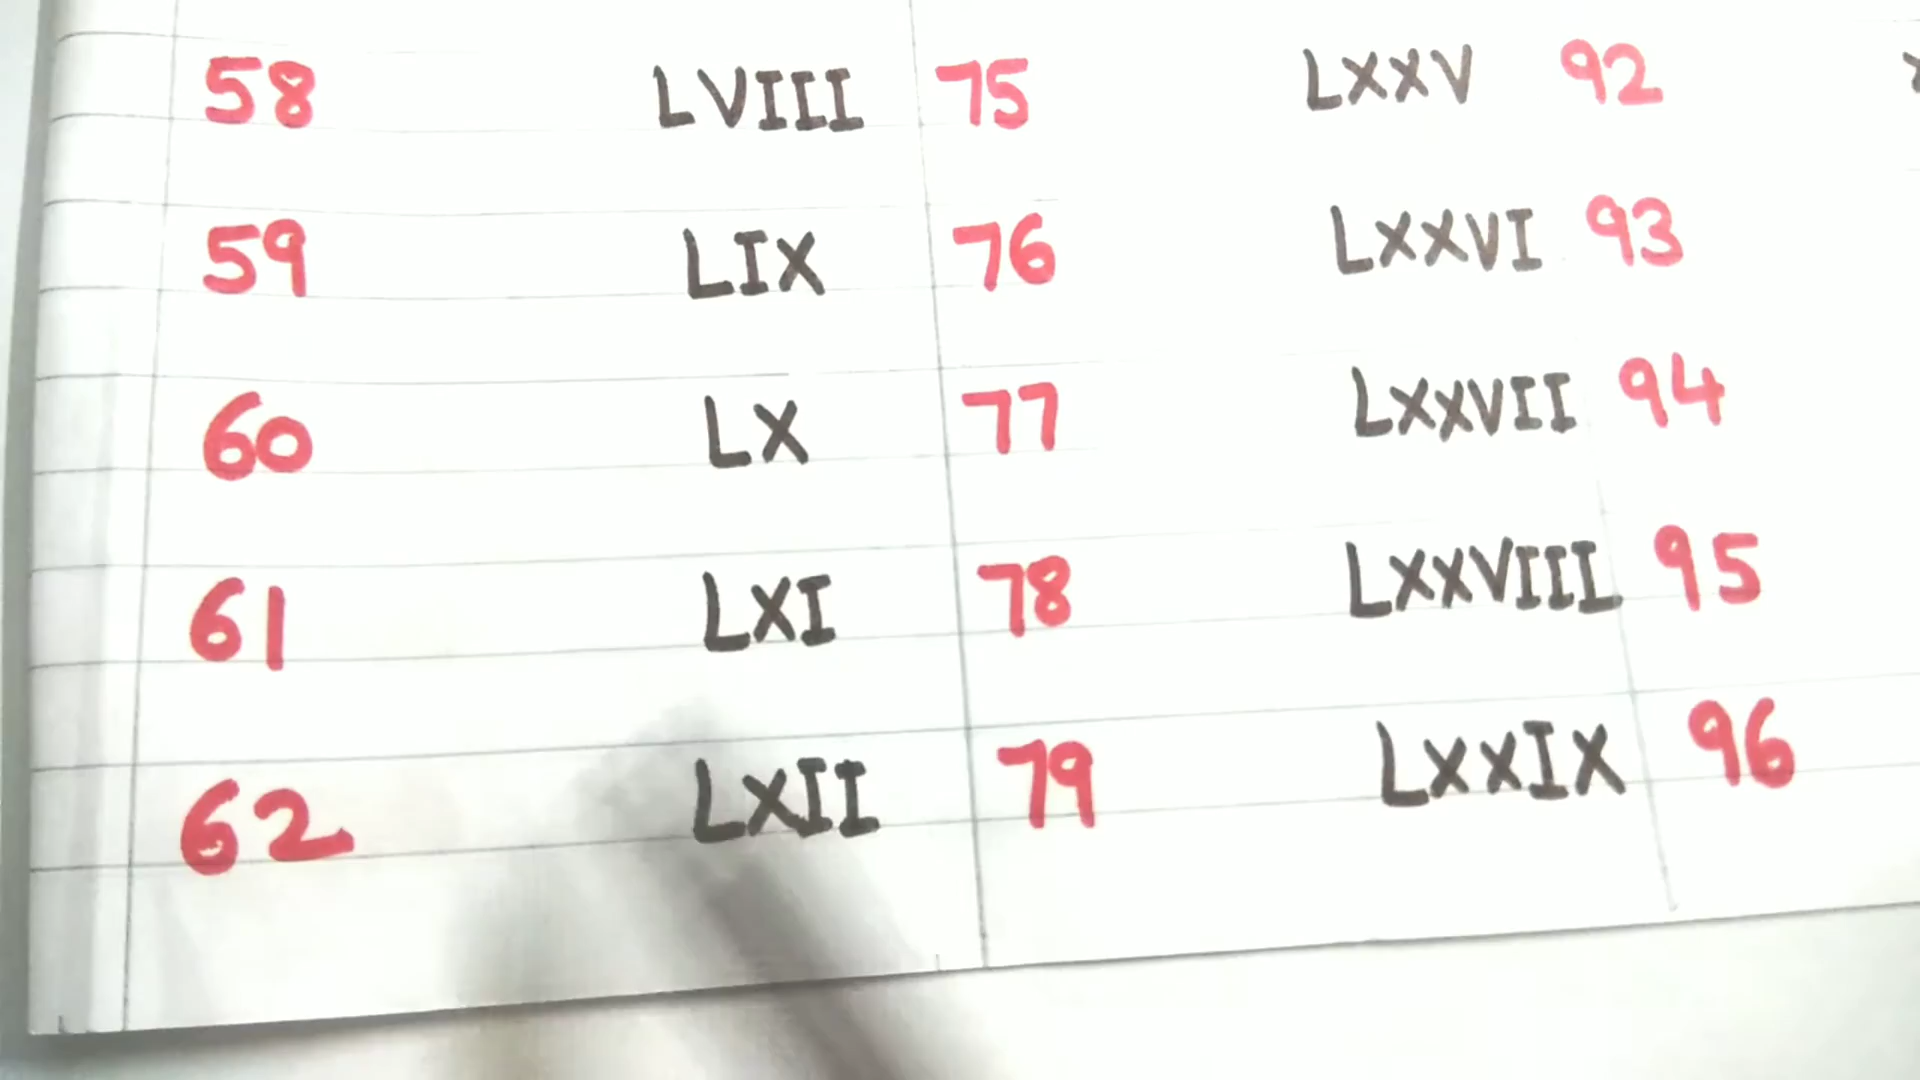 58 LVIII 75 LXXV 92
59 LIX 76 LXXVI 93
60 LX 77 LXXVII 94
61 LXI 78 LXXVIII 95
62 LXII 79 LXXIX 96